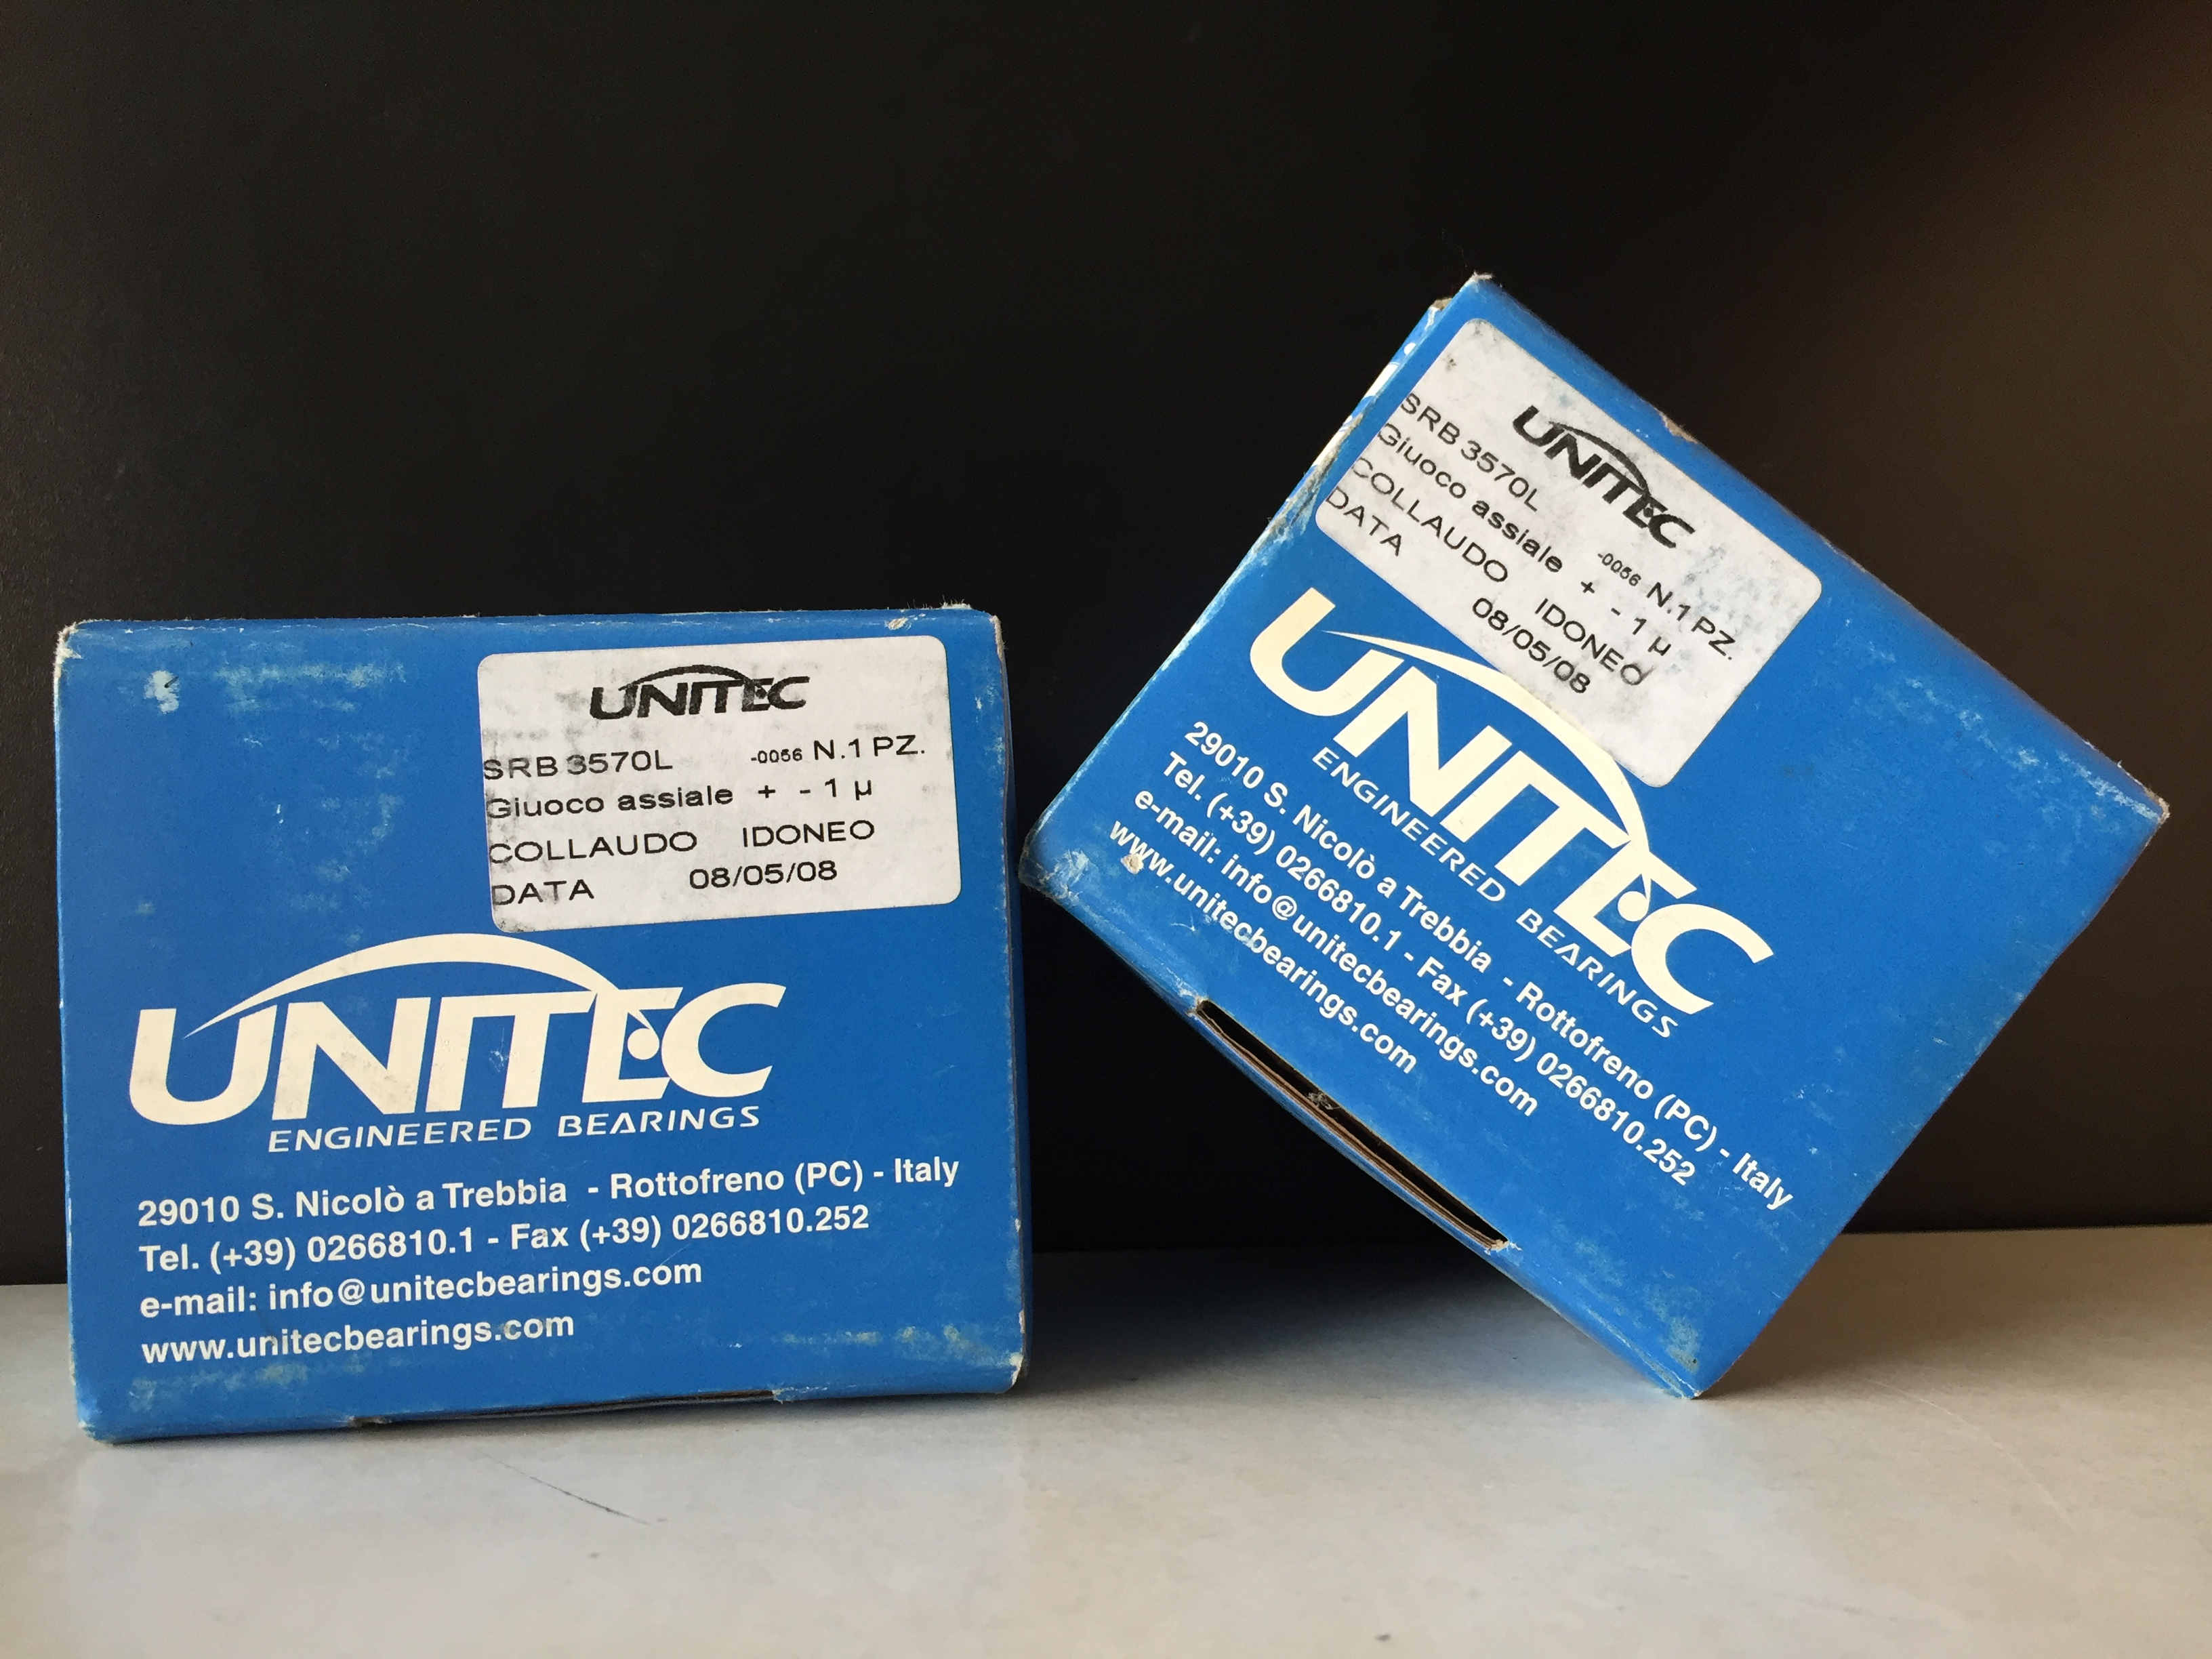 UNITEC
SRB 3570L -0056 N.1 PZ.
Giuoco assiale + - 1 µ
COLLAUDO IDONEO
DATA 08/05/08
UNITEC
ENGINEERED BEARINGS
29010 S. Nicolò a Trebbia - Rottofreno (PC) - Italy
Tel. (+39) 0266810.1 - Fax (+39) 0266810.252
e-mail: info@unitecbearings.com
www.unitecbearings.com
UNITEC
SRB 3570L -0056 N.1 PZ.
Giuoco assiale + - 1 µ
COLLAUDO IDONEO
DATA 08/05/08
UNITEC
ENGINEERED BEARINGS
29010 S. Nicolò a Trebbia - Rottofreno (PC) - Italy
Tel. (+39) 0266810.1 - Fax (+39) 0266810.252
e-mail: info@unitecbearings.com
www.unitecbearings.com